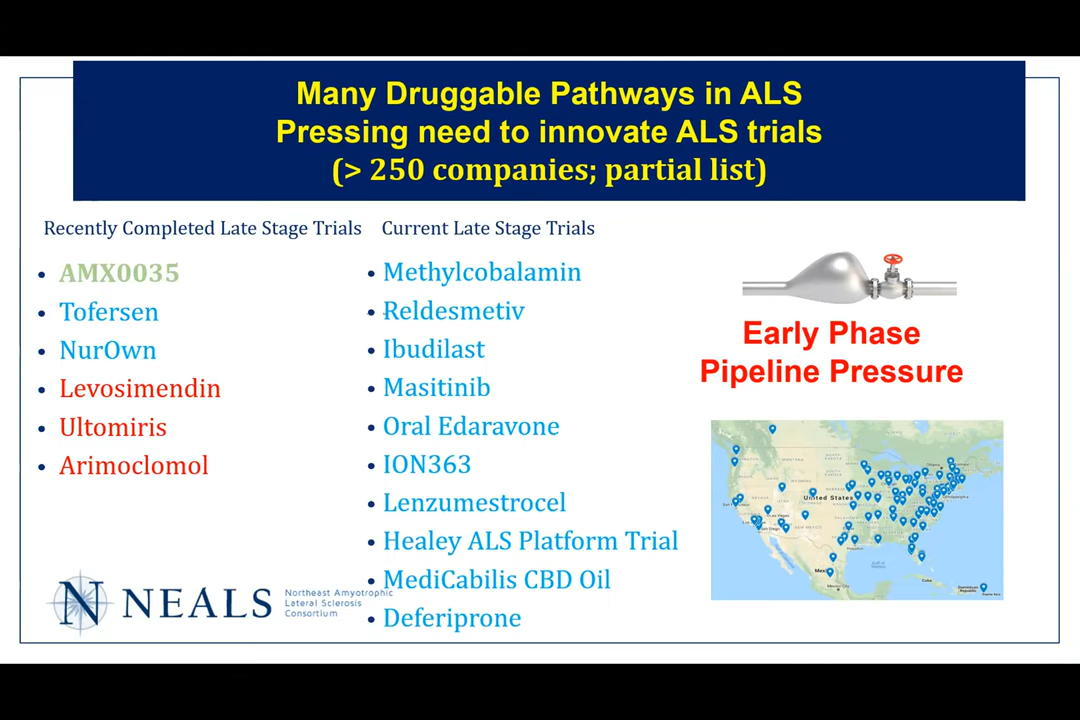 Many Druggable Pathways in ALS
Pressing need to innovate ALS trials
(> 250 companies; partial list)
Recently Completed Late Stage Trials
• AMX0035
• Tofersen
• NurOwn
• Levosimendin
• Ultomiris
• Arimoclomol
Current Late Stage Trials
• Methylcobalamin
• Reldesmetiv
• Ibudilast
• Masitinib
• Oral Edaravone
• ION363
• Lenzumestrocel
• Healey ALS Platform Trial
• MediCabilis CBD Oil
• Deferiprone
Early Phase
Pipeline Pressure
United States
NEALS
Northeast Amyotrophic
Lateral Sclerosis
Consortium